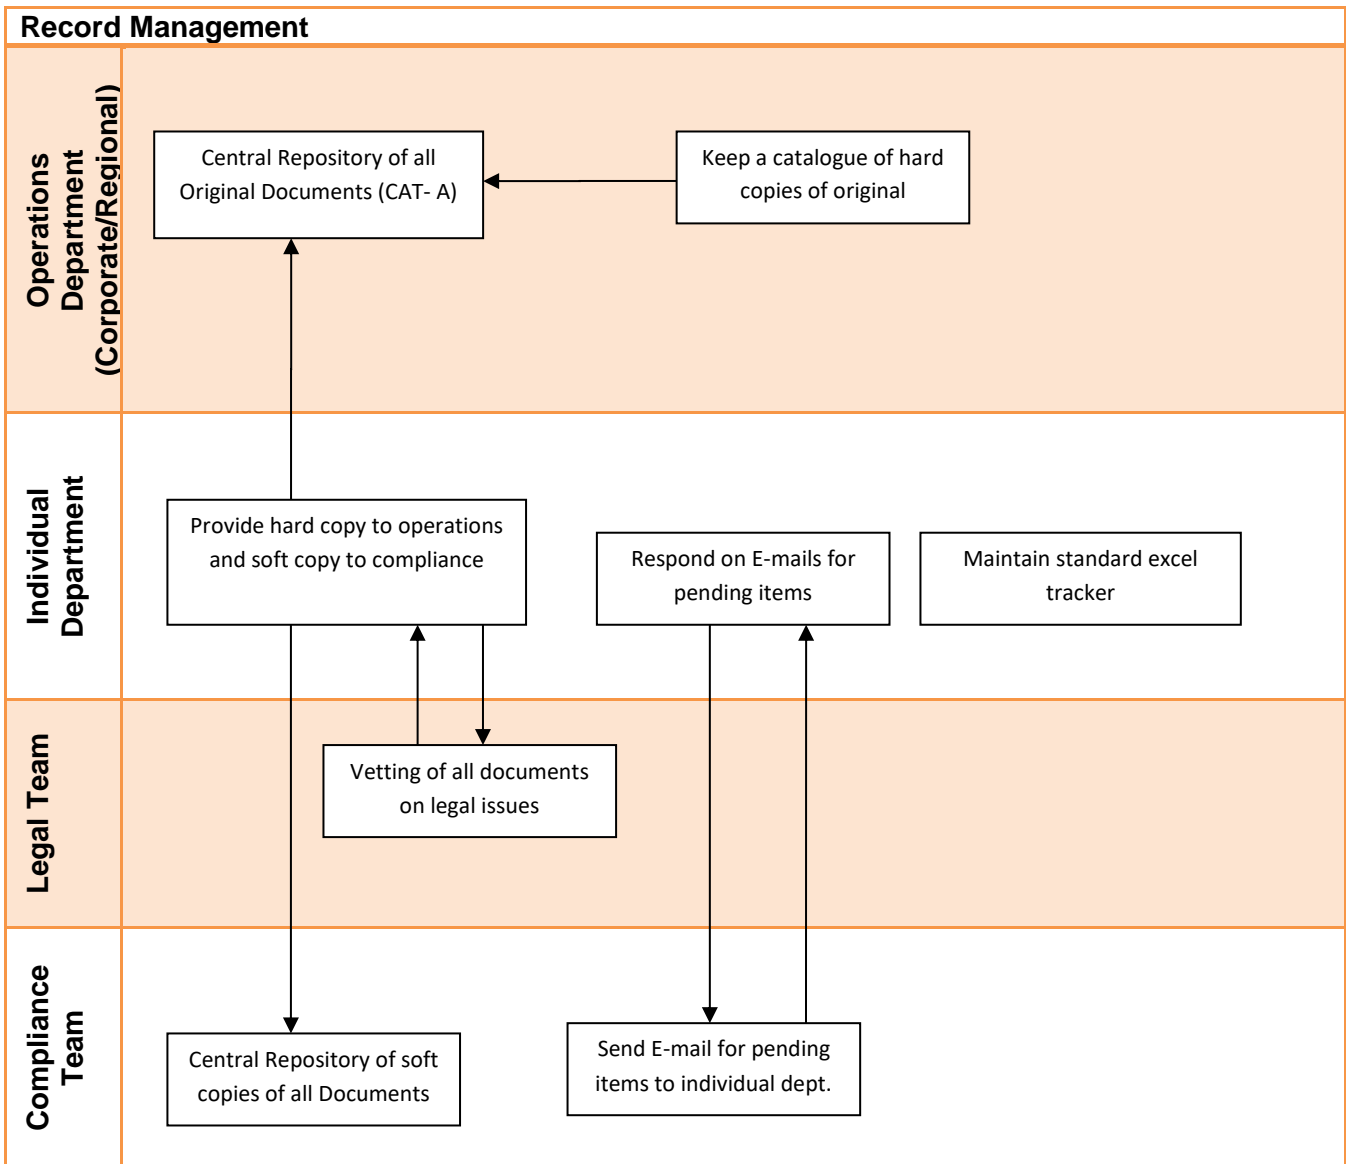 Record Management
Operations
Department
(Corporate/Regional)
Central Repository of all
Original Documents (CAT- A)
Keep a catalogue of hard
copies of original
Individual
Department
Provide hard copy to operations
and soft copy to compliance
Respond on E-mails for
pending items
Maintain standard excel
tracker
Legal Team
Vetting of all documents
on legal issues
Compliance
Team
Central Repository of soft
copies of all Documents
Send E-mail for pending
items to individual dept.